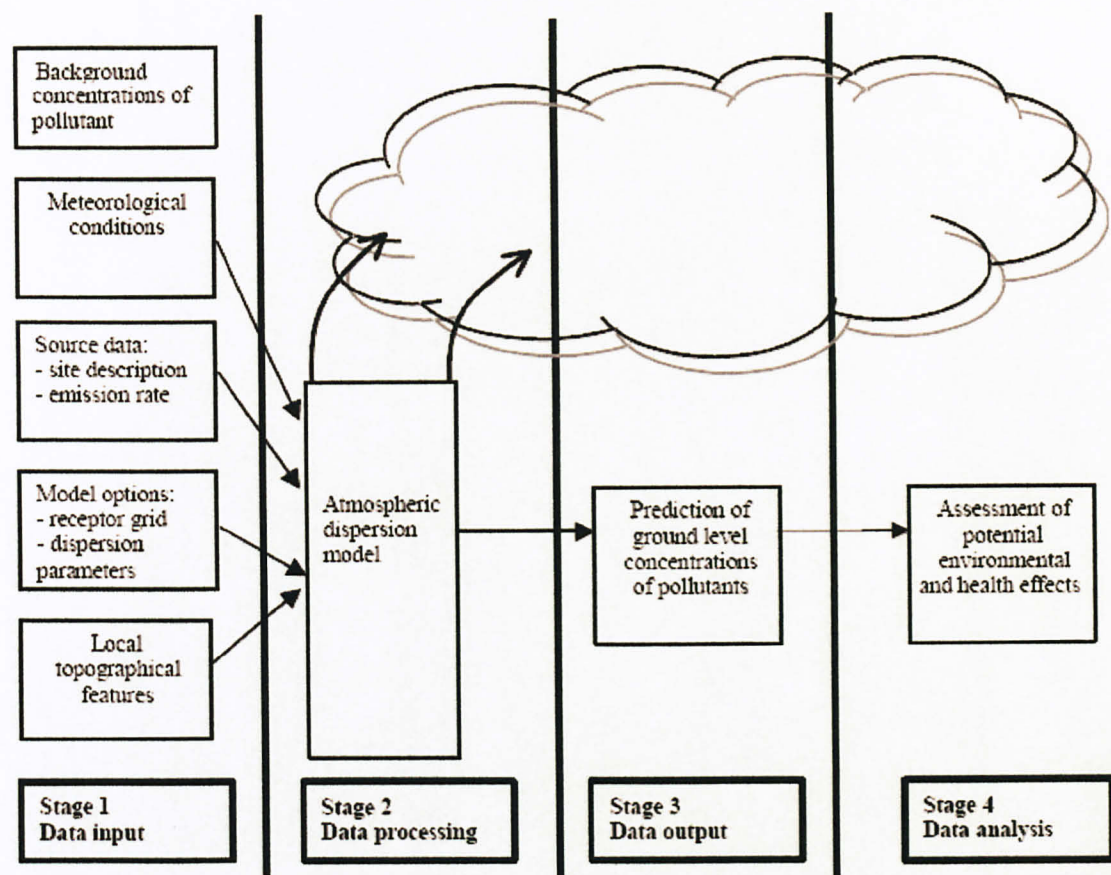 Background
concentrations of
pollutant
Meteorological
conditions
Source data:
- site description
- emission rate
Model options:
- receptor grid
- dispersion
parameters
Local
topographical
features
Atmospheric
dispersion
model
Prediction of
ground level
concentrations
of pollutants
Assessment of
potential
environmental
and health effects
Stage 1
Data input
Stage 2
Data processing
Stage 3
Data output
Stage 4
Data analysis